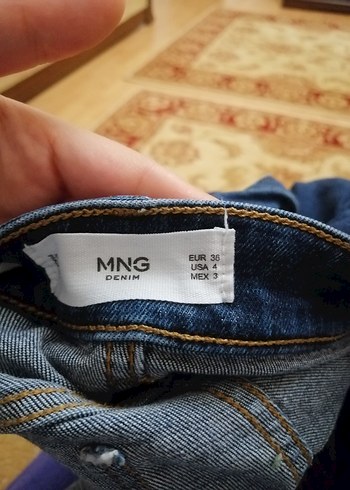 MNG
DENIM
EUR 36
USA 4
MEX 3